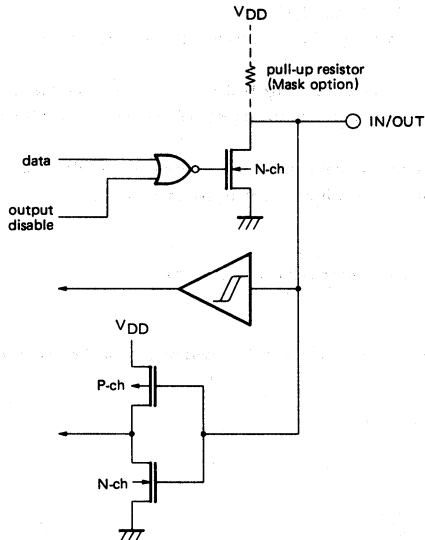 VDD
pull-up resistor
(Mask option)
IN/OUT
data
N-ch
output
disable
VDD
P-ch
N-ch